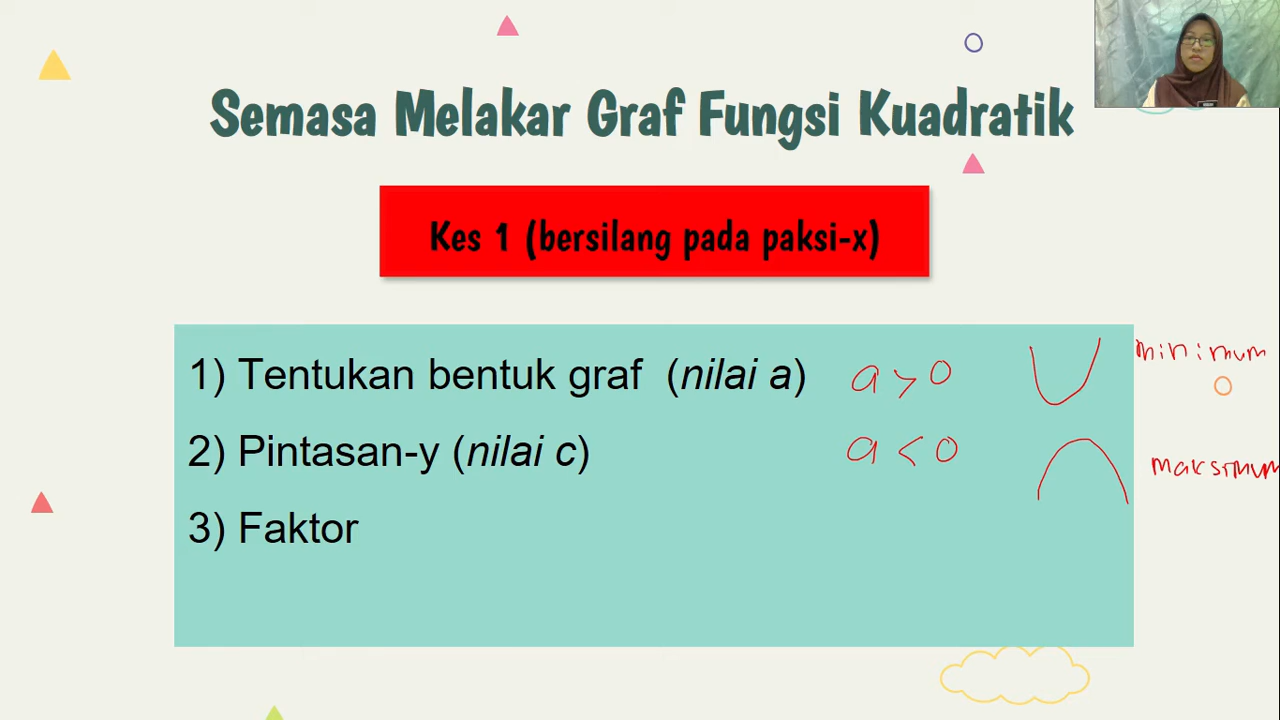 Semasa Melakar Graf Fungsi Kuadratik
Kes 1 (bersilang pada paksi-x)
1) Tentukan bentuk graf (nilai a) a > 0 minimum
2) Pintasan-y (nilai c) a < 0 maksimum
3) Faktor